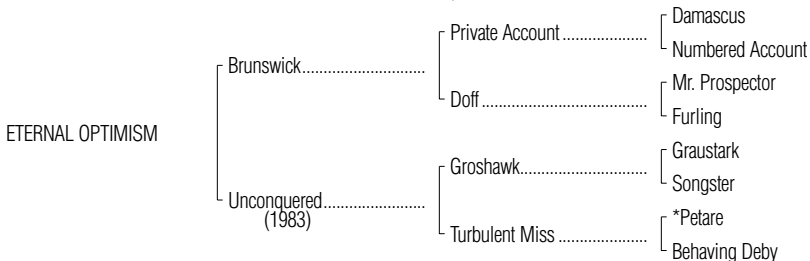 Damascus
Private Account ......................
Numbered Account
Brunswick...............................
Mr. Prospector
Doff ..........................................
Furling
ETERNAL OPTIMISM
Graustark
Groshawk.................................
Songster
Unconquered..........................
(1983)
*Petare
Turbulent Miss .......................
Behaving Deby